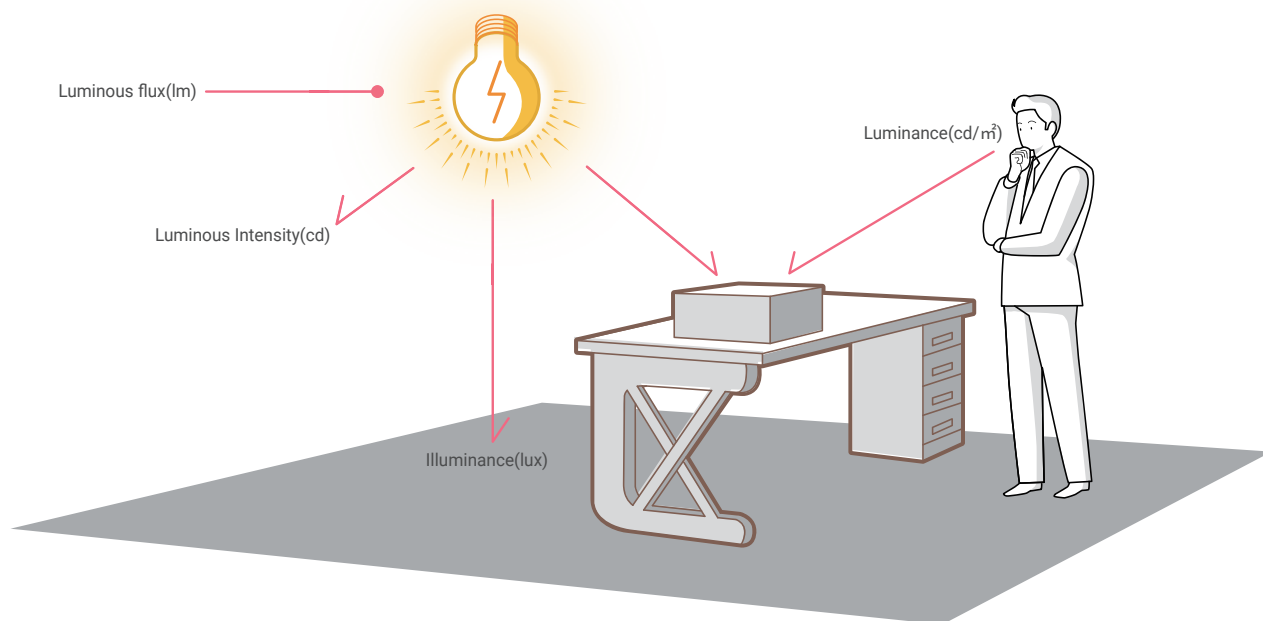 Luminous flux(lm)
Luminance(cd/㎡)
Luminous Intensity(cd)
Illuminance(lux)